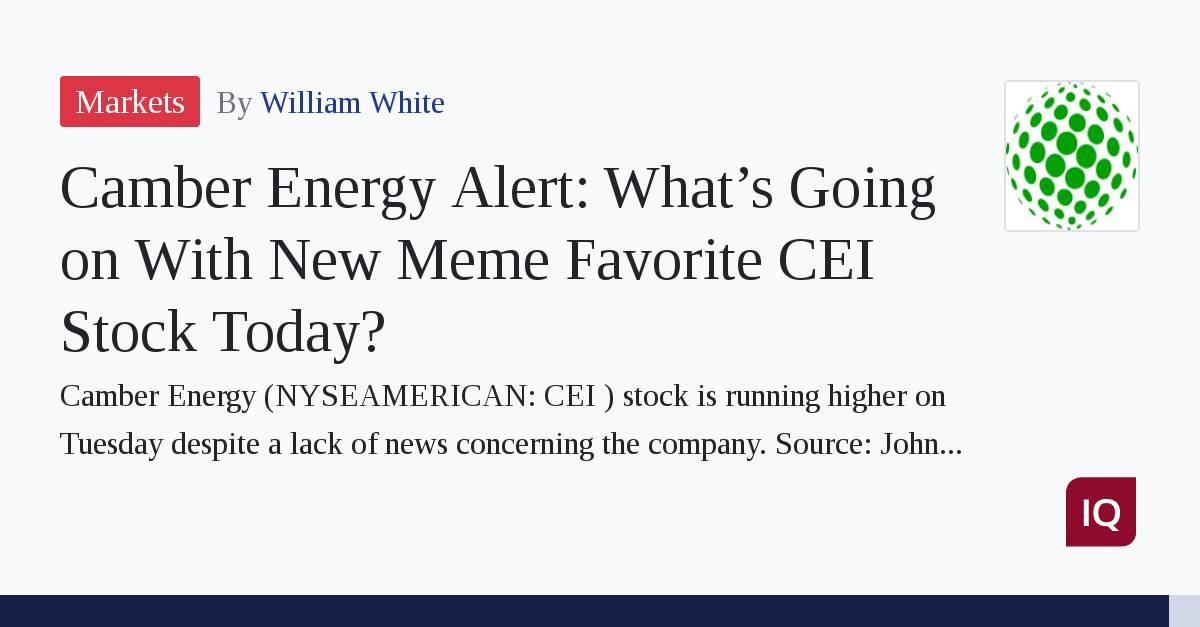 Markets By William White
Camber Energy Alert: What’s Going
on With New Meme Favorite CEI
Stock Today?
Camber Energy (NYSEAMERICAN: CEI ) stock is running higher on
Tuesday despite a lack of news concerning the company. Source: John...
IQ